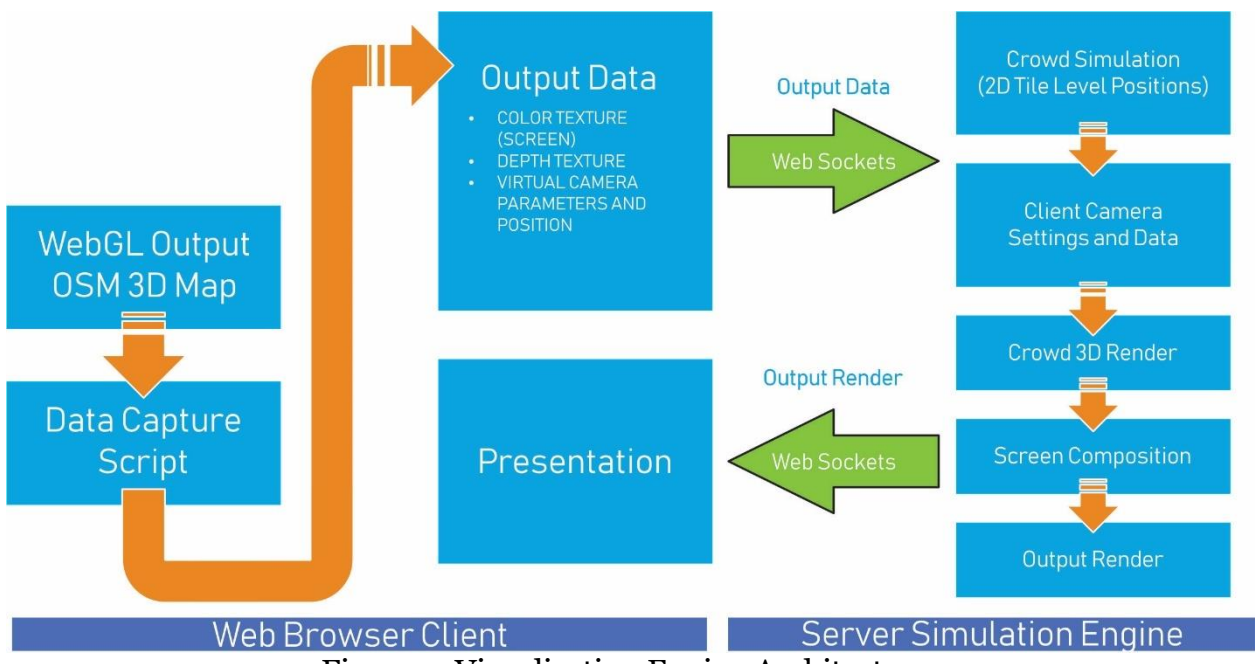 WebGL Output
OSM 3D Map
Data Capture
Script
Output Data
• COLOR TEXTURE
(SCREEN)
• DEPTH TEXTURE
• VIRTUAL CAMERA
PARAMETERS AND
POSITION
Presentation
Output Data
Web Sockets
Output Render
Web Sockets
Crowd Simulation
(2D Tile Level Positions)
Client Camera
Settings and Data
Crowd 3D Render
Screen Composition
Output Render
Web Browser Client
Server Simulation Engine
Visualization Engine